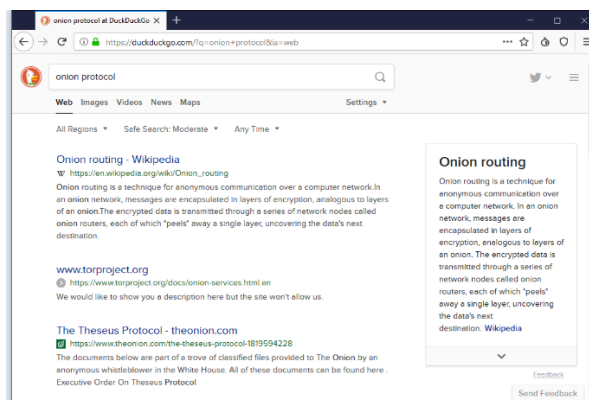 onion protocol at DuckDuckGo
https://duckduckgo.com/?q=onion+protocol&ia=web
onion protocol
Web Images Videos News Maps Settings
All Regions Safe Search: Moderate Any Time
Onion routing - Wikipedia
W https://en.wikipedia.org/wiki/Onion_routing
Onion routing is a technique for anonymous communication over a computer network.In
an onion network, messages are encapsulated in layers of encryption, analogous to layers
of an onion.The encrypted data is transmitted through a series of network nodes called
onion routers, each of which "peels" away a single layer, uncovering the data's next
destination.
www.torproject.org
https://www.torproject.org/docs/onion-services.html.en
We would like to show you a description here but the site won't allow us.
The Theseus Protocol - theonion.com
https://www.theonion.com/the-theseus-protocol-1819594228
The documents below are part of a trove of classified files provided to The Onion by an
anonymous whistleblower in the White House. All of these documents can be found here .
Executive Order On Theseus Protocol
Onion routing
Onion routing is a technique for
anonymous communication over
a computer network. In an onion
network, messages are
encapsulated in layers of
encryption, analogous to layers of
an onion. The encrypted data is
transmitted through a series of
network nodes called onion
routers, each of which "peels"
away a single layer, uncovering
the data's next
destination. Wikipedia
Feedback
Send Feedback